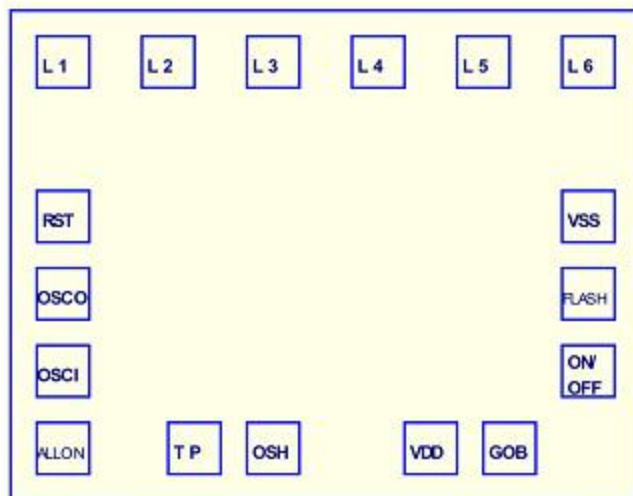 L 1 L 2 L 3 L 4 L 5 L 6
RST VSS
OSCO FLASH
OSCI ON/
OFF
ALLON T P OSH VDD GOB